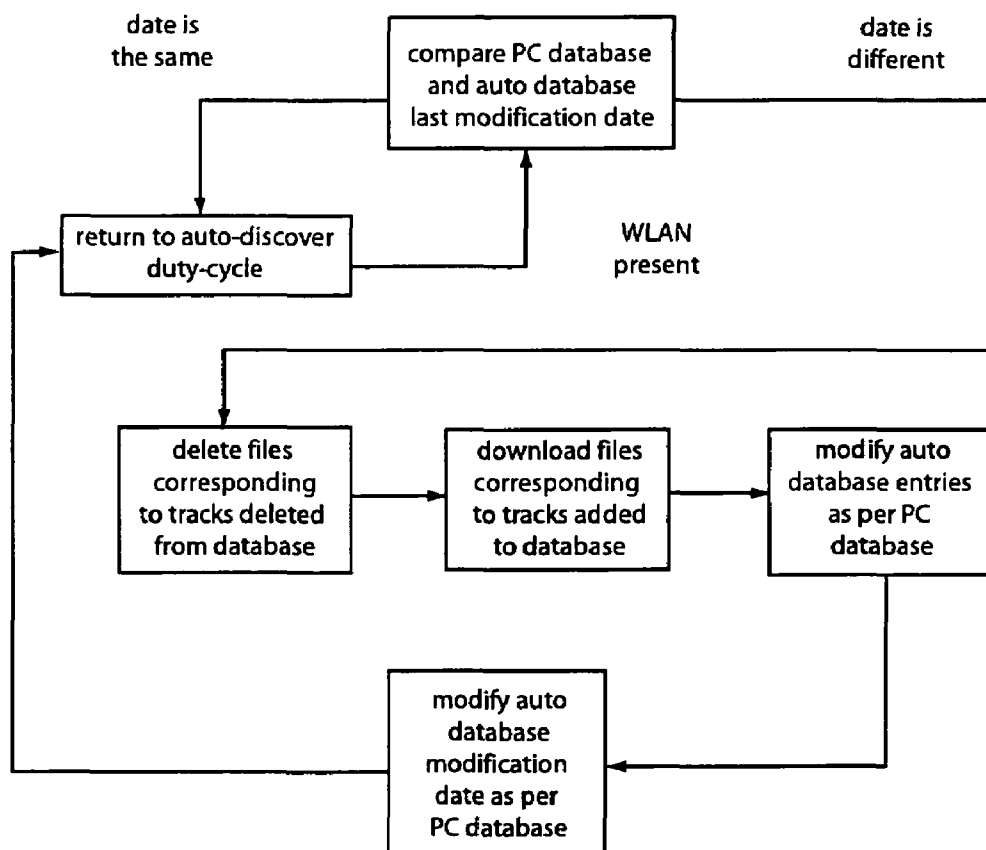 date is
the same
compare PC database
and auto database
last modification date
date is
different
return to auto-discover
duty-cycle
WLAN
present
delete files
corresponding
to tracks deleted
from database
download files
corresponding
to tracks added
to database
modify auto
database entries
as per PC
database
modify auto
database
modification
date as per
PC database